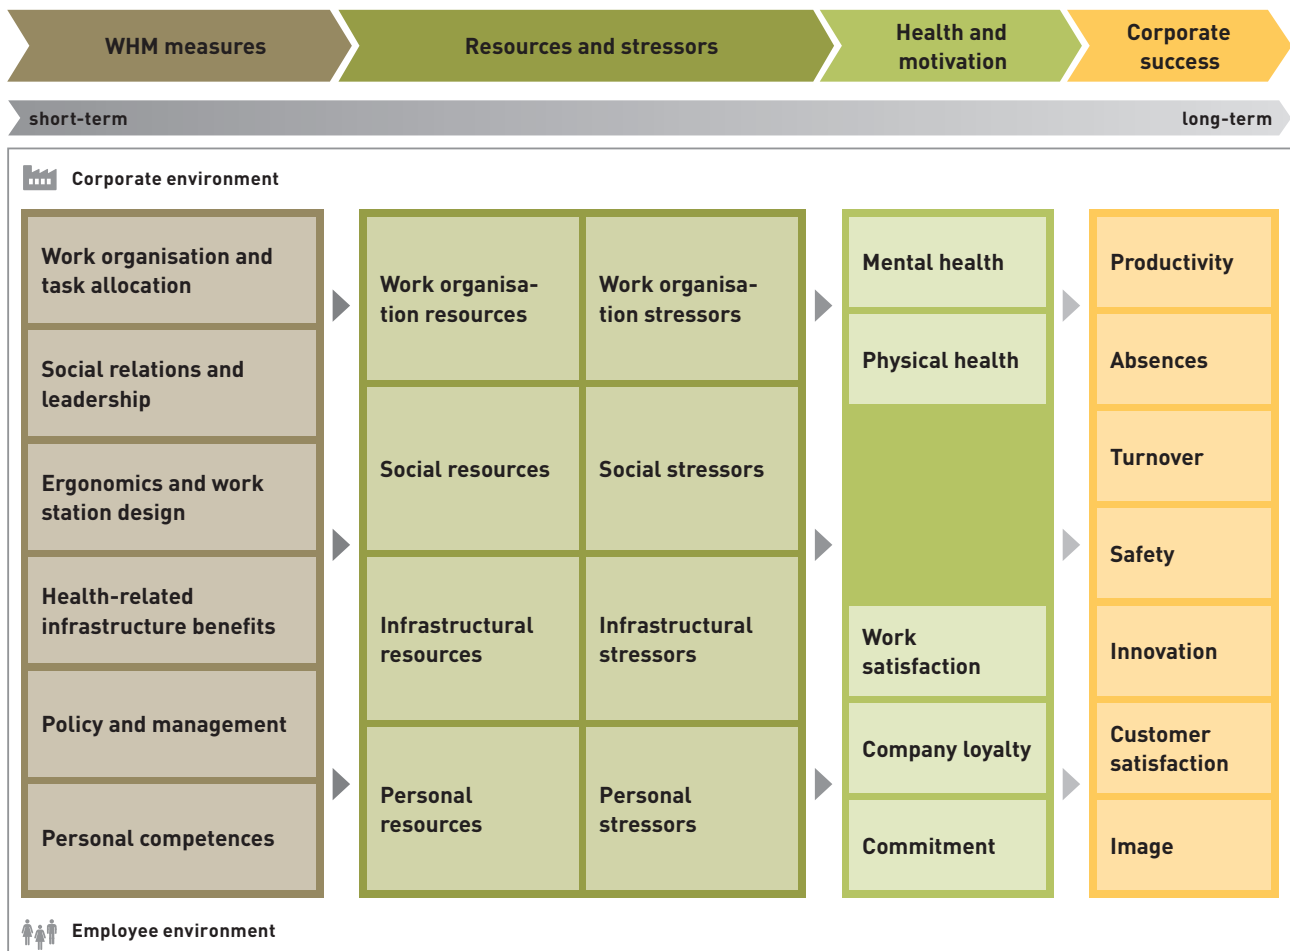 WHM measures
Resources and stressors
Health and
motivation
Corporate
success
short-term
long-term
Corporate environment
Work organisation and
task allocation
Social relations and
leadership
Ergonomics and work
station design
Health-related
infrastructure benefits
Policy and management
Personal competences
Work organisa-
tion resources
Work organisa-
tion stressors
Social resources
Social stressors
Infrastructural
resources
Infrastructural
stressors
Personal
resources
Personal
stressors
Mental health
Physical health
Work
satisfaction
Company loyalty
Commitment
Productivity
Absences
Turnover
Safety
Innovation
Customer
satisfaction
Image
Employee environment